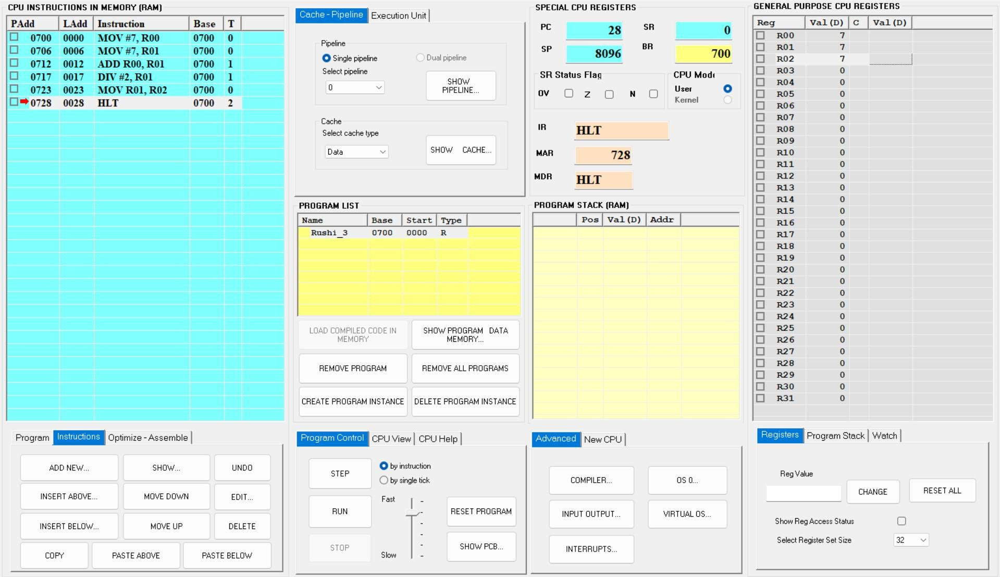 CPU INSTRUCTIONS IN MEMORY (RAM)
PAdd LAdd Instruction Base T
0700 0000 MOV #7, R00 0700 0
0706 0006 MOV #7, R01 0700 0
0712 0012 ADD R00, R01 0700 1
0717 0017 DIV #2, R01 0700 1
0723 0023 MOV R01, R02 0700 0
0728 0028 HLT 0700 2
Program Instructions Optimize - Assemble
ADD NEW... SHOW... UNDO
INSERT ABOVE... MOVE DOWN EDIT...
INSERT BELOW... MOVE UP DELETE
COPY PASTE ABOVE PASTE BELOW
Cache - Pipeline Execution Unit
Pipeline
Single pipeline Dual pipeline
Select pipeline
0
SHOW
PIPELINE...
Cache
Select cache type
Data
SHOW CACHE...
PROGRAM LIST
Name Base Start Type
Rushi_3 0700 0000 R
LOAD COMPILED CODE IN
MEMORY
SHOW PROGRAM DATA
MEMORY...
REMOVE PROGRAM REMOVE ALL PROGRAMS
CREATE PROGRAM INSTANCE DELETE PROGRAM INSTANCE
Program Control CPU View CPU Help
STEP
by instruction
by single tick
RUN
Fast
RESET PROGRAM
STOP
Slow
SHOW PCB...
SPECIAL CPU REGISTERS
PC 28 SR 0
SP 8096 BR 700
SR Status Flag
OV Z N
CPU Mode
User
Kernel
IR HLT
MAR 728
MDR HLT
PROGRAM STACK (RAM)
Pos Val(D) Addr
Advanced New CPU
COMPILER... OS 0...
INPUT OUTPUT... VIRTUAL OS...
INTERRUPTS...
GENERAL PURPOSE CPU REGISTERS
Reg Val(D) C Val(D)
R00 7
R01 7
R02 7
R03 0
R04 0
R05 0
R06 0
R07 0
R08 0
R09 0
R10 0
R11 0
R12 0
R13 0
R14 0
R15 0
R16 0
R17 0
R18 0
R19 0
R20 0
R21 0
R22 0
R23 0
R24 0
R25 0
R26 0
R27 0
R28 0
R29 0
R30 0
R31 0
Registers Program Stack Watch
Reg Value
CHANGE RESET ALL
Show Reg Access Status
Select Register Set Size 32